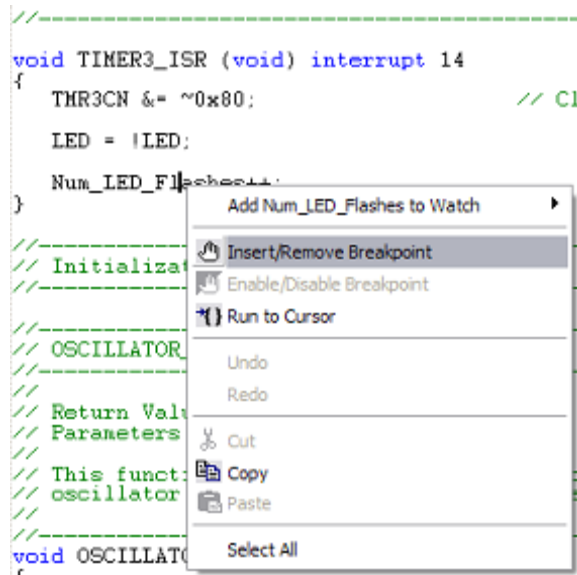 //------------------------------------------
void TIMER3_ISR (void) interrupt 14
{
TMR3CN &= ~0x80; // Cl
LED = !LED;
Num_LED_Flashes++;
}
Add Num_LED_Flashes to Watch
Insert/Remove Breakpoint
Enable/Disable Breakpoint
Run to Cursor
Undo
Redo
Cut
Copy
Paste
Select All
//------------------------------------------
// Initializat
//------------------------------------------
//------------------------------------------
// OSCILLATOR_
//------------------------------------------
//
// Return Valu
// Parameters
//
// This funct
// oscillator
//
//------------------------------------------
void OSCILLATO
{